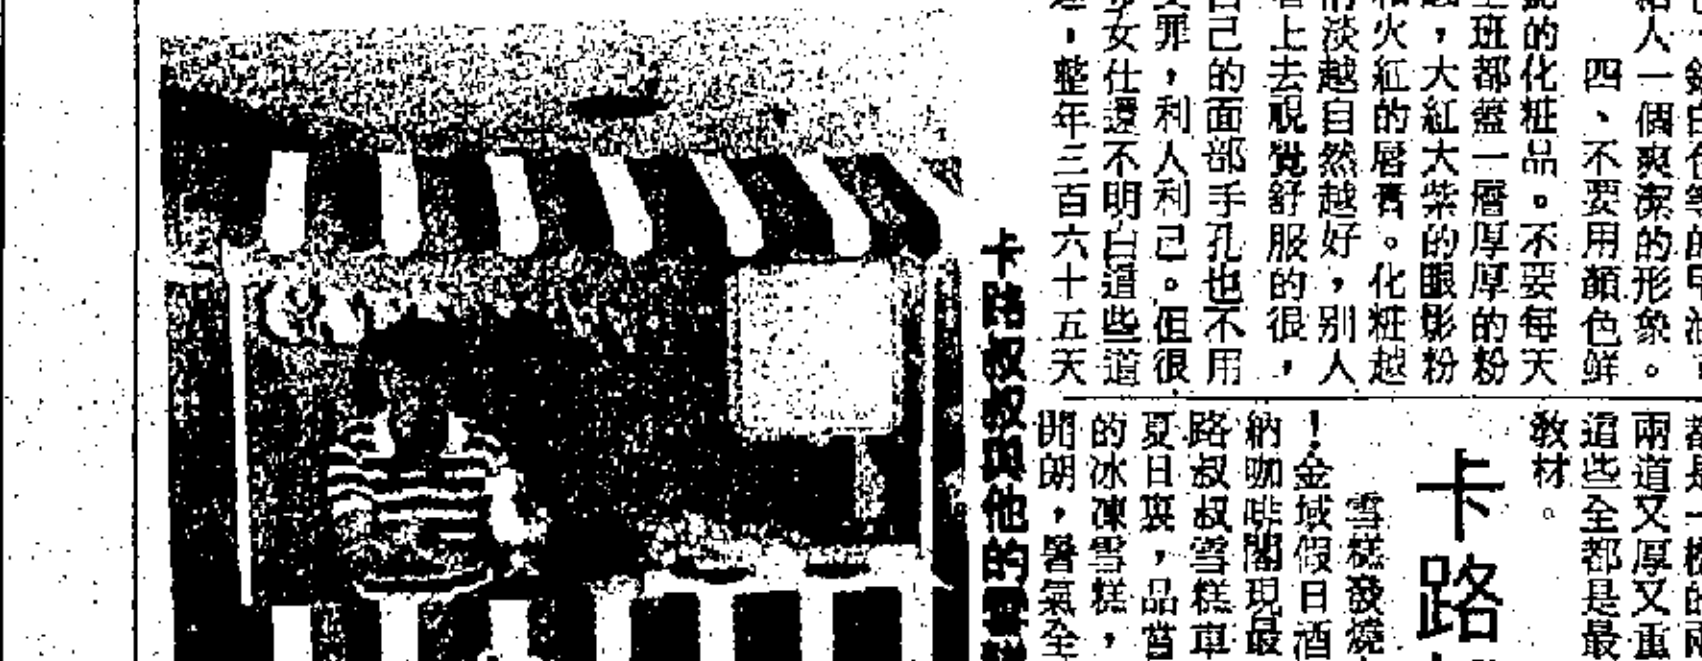 銀白色等的甲油，
給人一個爽潔的形象。
四、不要用顏色鮮
艷的化粧品。不要每天
上班都蓋一層厚厚的粉
，大紅大紫的眼影粉
和火紅的唇膏。化粧越
清淡越自然越好，別人
看上去視覺舒服的很，
自己的面部手孔也不用
受罪，利人利己。但很
多女仕還不明白這些道
理，整年三百六十五天
都是一樣的兩
兩道又厚又重
這些全都是最
教材。
卡路
雪糕發燒
！金域假日酒
納咖啡閣現最
路叔叔雪糕車
夏日裏，品嘗
的冰凍雪糕，
開朗，暑氣全
卡路叔叔與他的雪糕